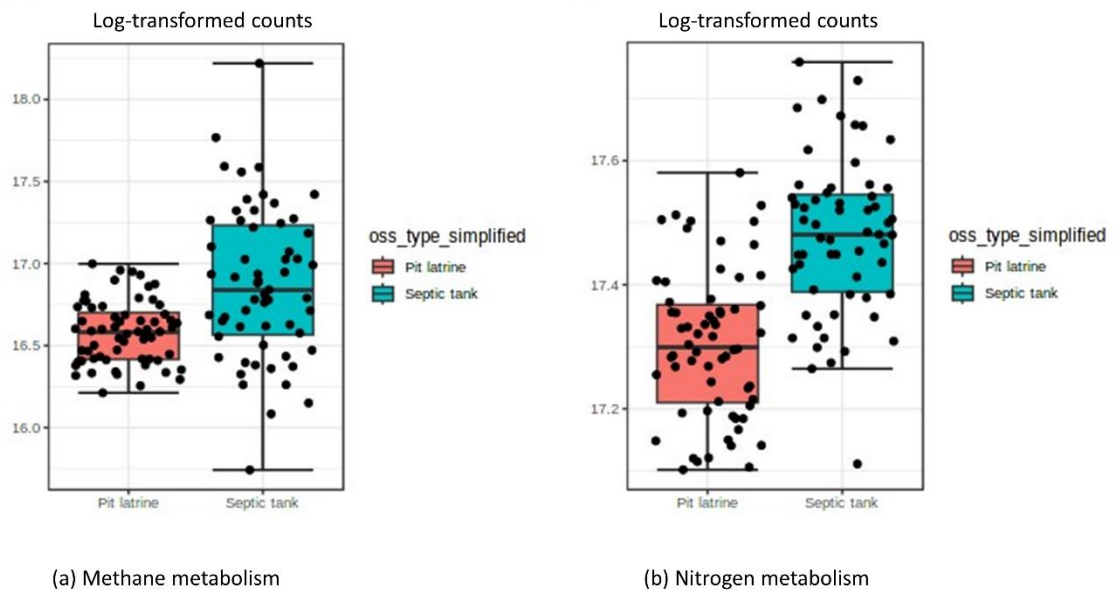 Log-transformed counts
18.0
17.5
17.0
16.5
16.0
Pit latrine
Septic tank
oss_type_simplified
Pit latrine
Septic tank
(a) Methane metabolism
Log-transformed counts
17.6
17.4
17.2
Pit latrine
Septic tank
oss_type_simplified
Pit latrine
Septic tank
(b) Nitrogen metabolism